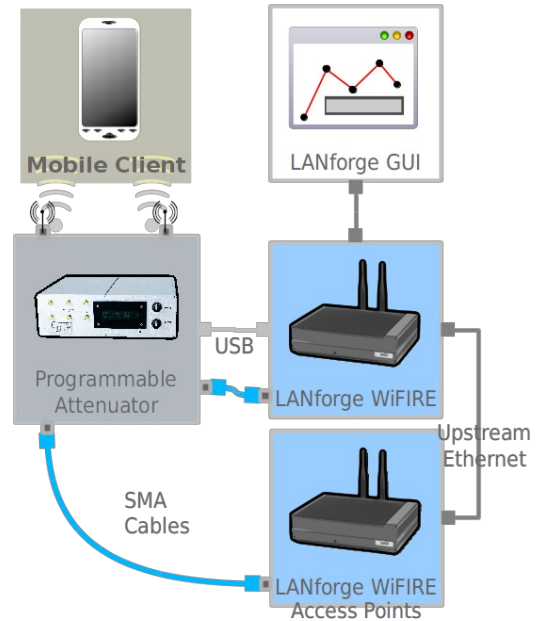 Mobile Client
LANforge GUI
USB
Programmable
Attenuator
LANforge WiFIRE
Upstream
Ethernet
SMA
Cables
LANforge WiFIRE
Access Points